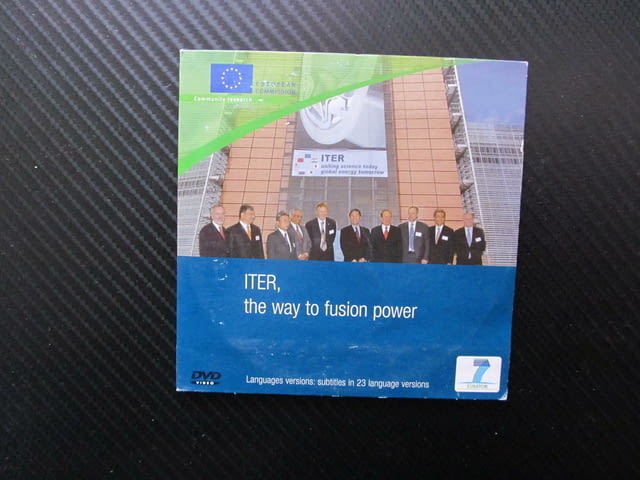 EUROPEAN
COMMISSION
Community research
ITER
uniting science today
global energy tomorrow
ITER,
the way to fusion power
DVD
VIDEO
Languages versions: subtitles in 23 language versions
7
EURATOM